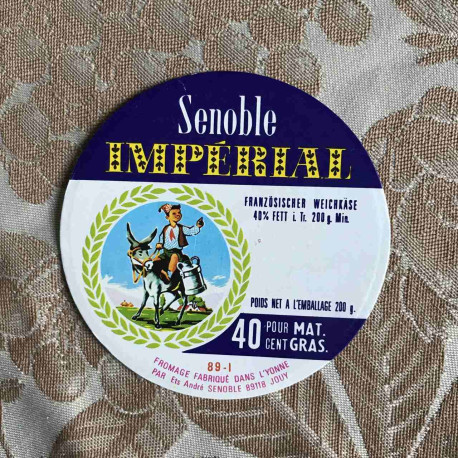 Senoble
IMPÉRIAL
FRANZÖSISCHER WEICHKÄSE
40% FETT i. Tr. 200 g. Min.
POIDS NET A L'EMBALLAGE 200 g.
40 POUR CENT MAT. GRAS.
89-I
FROMAGE FABRIQUÉ DANS L'YONNE
PAR Ets André SENOBLE 89118 JOUY